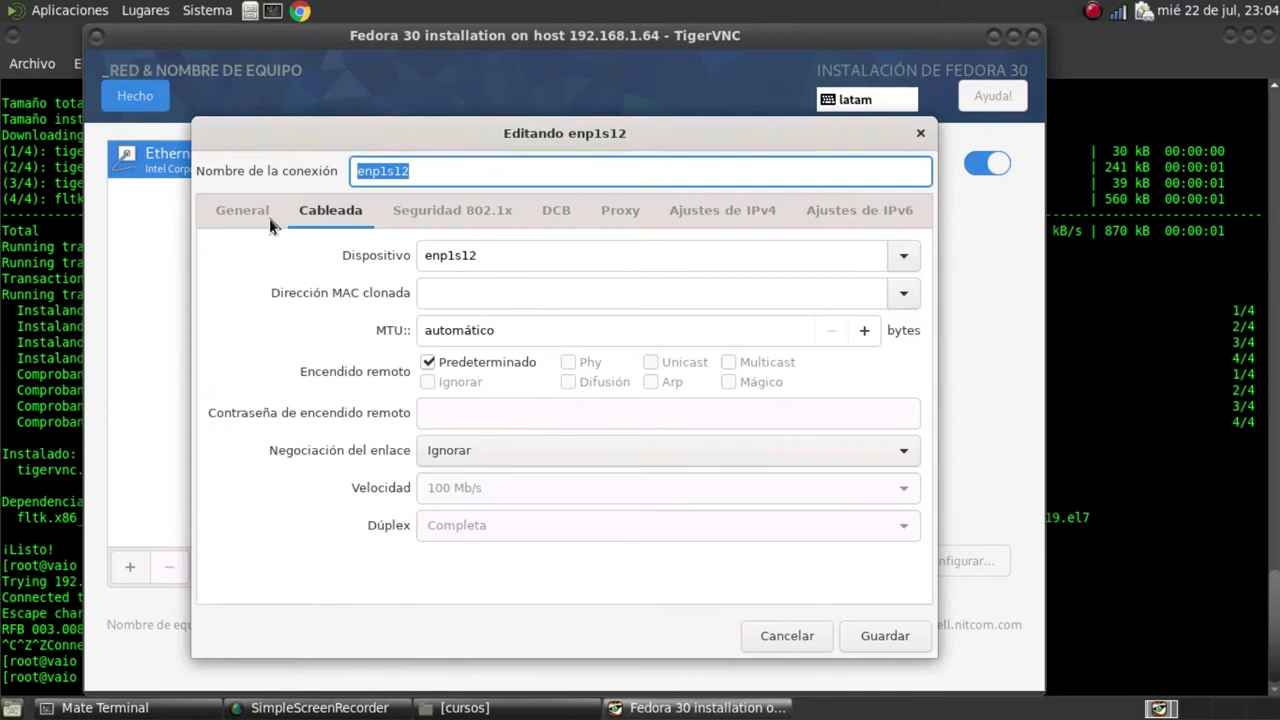 Aplicaciones Lugares Sistema mié 22 de jul, 23:04
Fedora 30 installation on host 192.168.1.64 - TigerVNC
Archivo E
_RED & NOMBRE DE EQUIPO INSTALACIÓN DE FEDORA 30
Hecho latam Ayuda!
Tamaño tota
Tamaño inst
Downloading
(1/4): tige | 30 kB 00:00:00
(2/4): tige | 241 kB 00:00:01
(3/4): tige | 39 kB 00:00:01
(4/4): fltk | 560 kB 00:00:01
Total kB/s | 870 kB 00:00:01
Running tra
Running tra
Transaction
Running tra
Instaland 1/4
Instaland 2/4
Instaland 3/4
Instaland 4/4
Comproban 1/4
Comproban 2/4
Comproban 3/4
Comproban 4/4
Instalado:
tigervnc.
Dependencia
fltk.x86_ 19.el7
¡Listo!
[root@vaio
Trying 192.
Connected t
Escape char
RFB 003.008
^C^Z^ZConne
[root@vaio
[root@vaio
Ethern
Intel Corp
Editando enp1s12
Nombre de la conexión enp1s12
General Cableada Seguridad 802.1x DCB Proxy Ajustes de IPv4 Ajustes de IPv6
Dispositivo enp1s12
Dirección MAC clonada
MTU:: automático − + bytes
Encendido remoto
Predeterminado Phy Unicast Multicast
Ignorar Difusión Arp Mágico
Contraseña de encendido remoto
Negociación del enlace Ignorar
Velocidad 100 Mb/s
Dúplex Completa
+ − nfigurar...
Nombre de equ ell.nitcom.com
Cancelar Guardar
Mate Terminal SimpleScreenRecorder [cursos] Fedora 30 installation o...